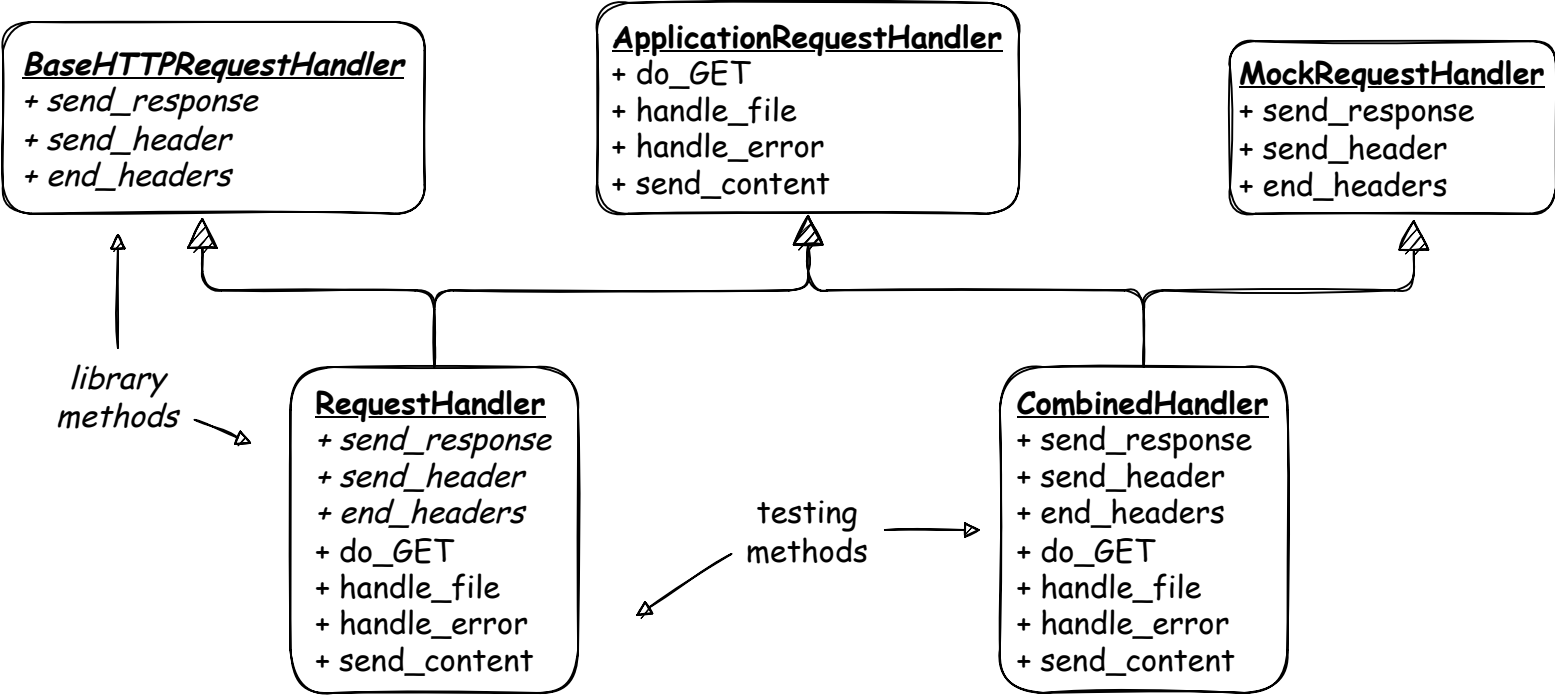 BaseHTTPRequestHandler
+ send_response
+ send_header
+ end_headers
ApplicationRequestHandler
+ do_GET
+ handle_file
+ handle_error
+ send_content
MockRequestHandler
+ send_response
+ send_header
+ end_headers
library
methods
RequestHandler
+ send_response
+ send_header
+ end_headers
+ do_GET
+ handle_file
+ handle_error
+ send_content
testing
methods
CombinedHandler
+ send_response
+ send_header
+ end_headers
+ do_GET
+ handle_file
+ handle_error
+ send_content